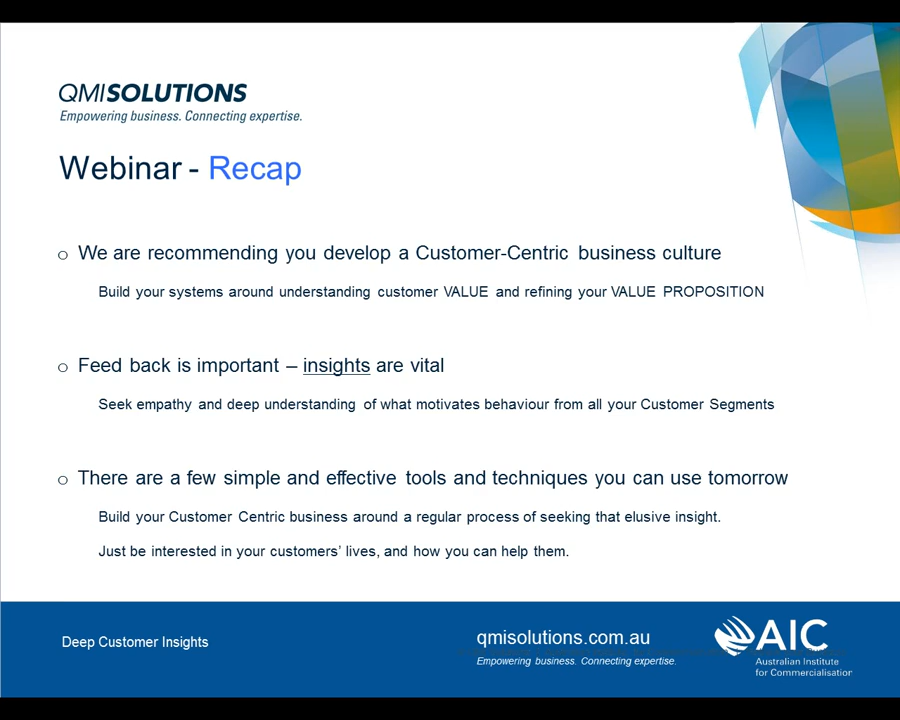 QMISOLUTIONS
Empowering business. Connecting expertise.
Webinar - Recap
o We are recommending you develop a Customer-Centric business culture
Build your systems around understanding customer VALUE and refining your VALUE PROPOSITION
o Feed back is important – insights are vital
Seek empathy and deep understanding of what motivates behaviour from all your Customer Segments
o There are a few simple and effective tools and techniques you can use tomorrow
Build your Customer Centric business around a regular process of seeking that elusive insight.
Just be interested in your customers’ lives, and how you can help them.
Deep Customer Insights
qmisolutions.com.au
Empowering business. Connecting expertise.
AIC
Australian Institute
for Commercialisation